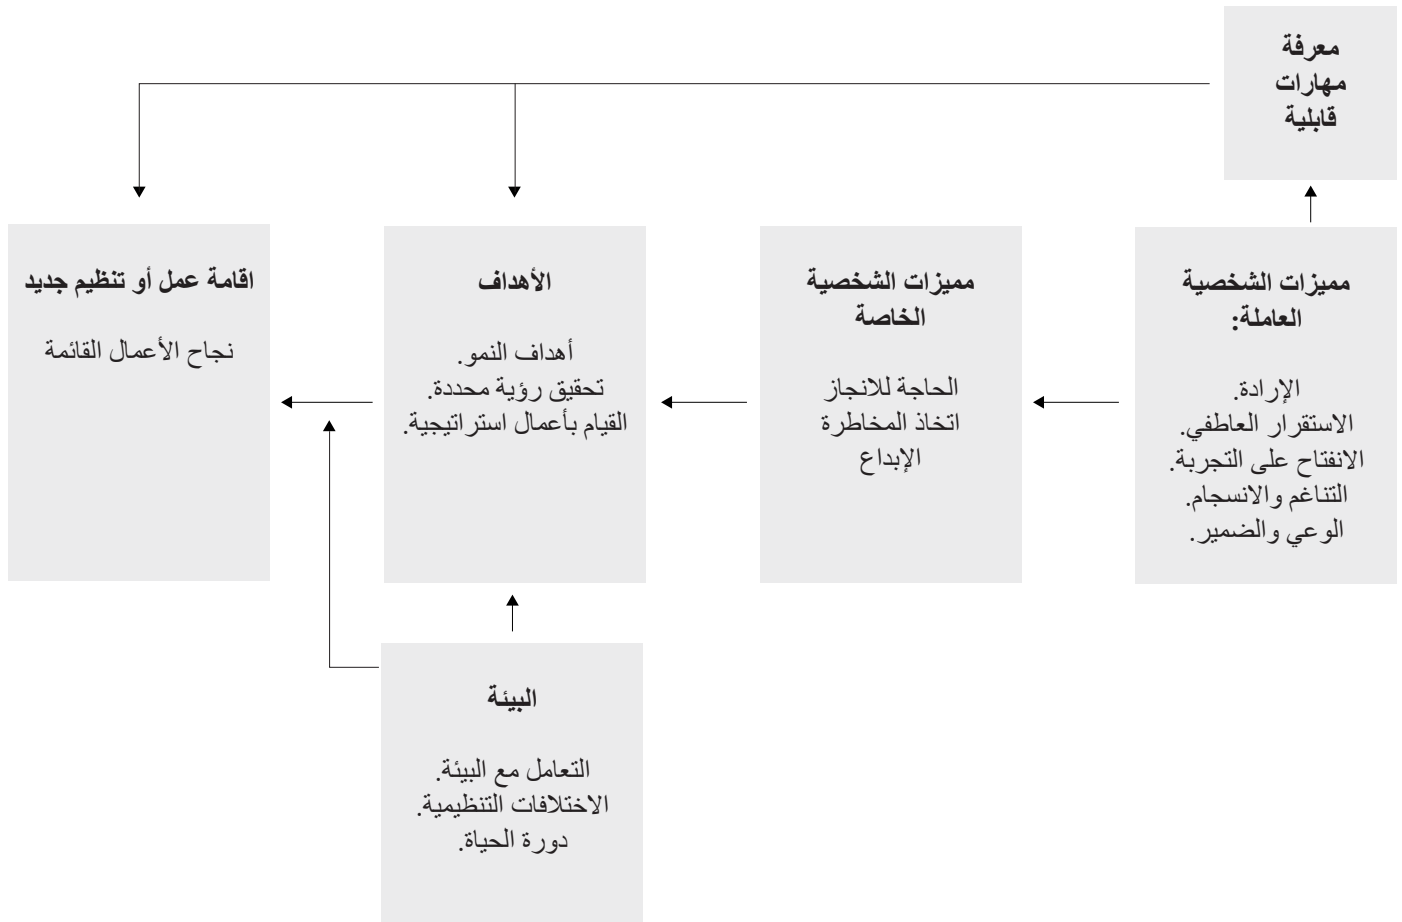 معرفة
مهارات
قابلية
مميزات الشخصية
العاملة:
الإرادة.
الاستقرار العاطفي.
الانفتاح على التجربة.
التناغم والانسجام.
الوعي والضمير.
مميزات الشخصية
الخاصة
الحاجة للانجاز
اتخاذ المخاطرة
الإبداع
الأهداف
أهداف النمو.
تحقيق رؤية محددة.
القيام بأعمال استراتيجية.
اقامة عمل أو تنظيم جديد
نجاح الأعمال القائمة
البيئة
التعامل مع البيئة.
الاختلافات التنظيمية.
دورة الحياة.